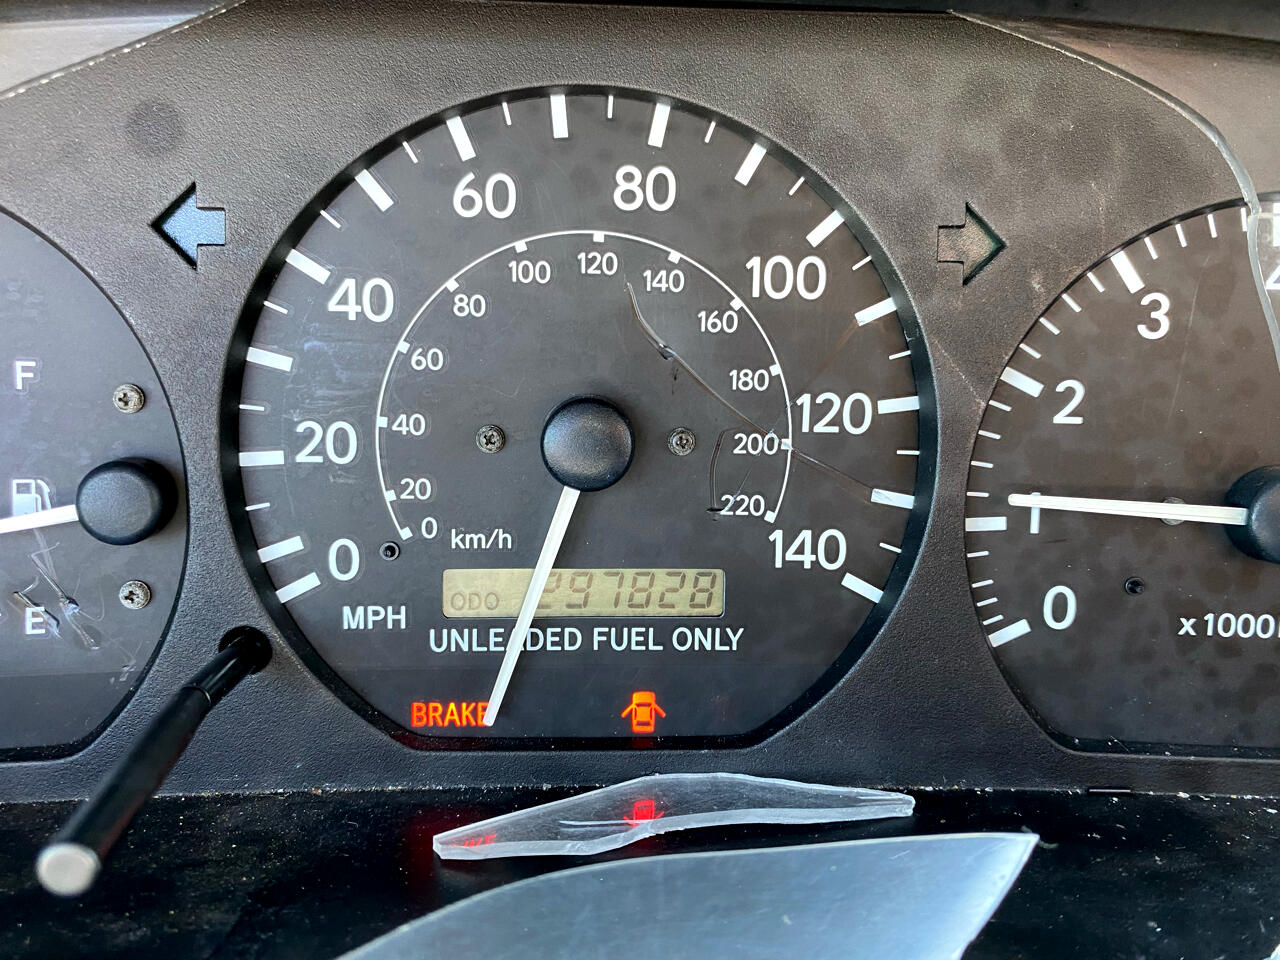 60 80
100 120 140
40 80 160 100
F 60 180 3
20 40 200 120 2
20 220 1
0 0 km/h 140
ODO 297828
E MPH 0
UNLEADED FUEL ONLY x1000
BRAKE